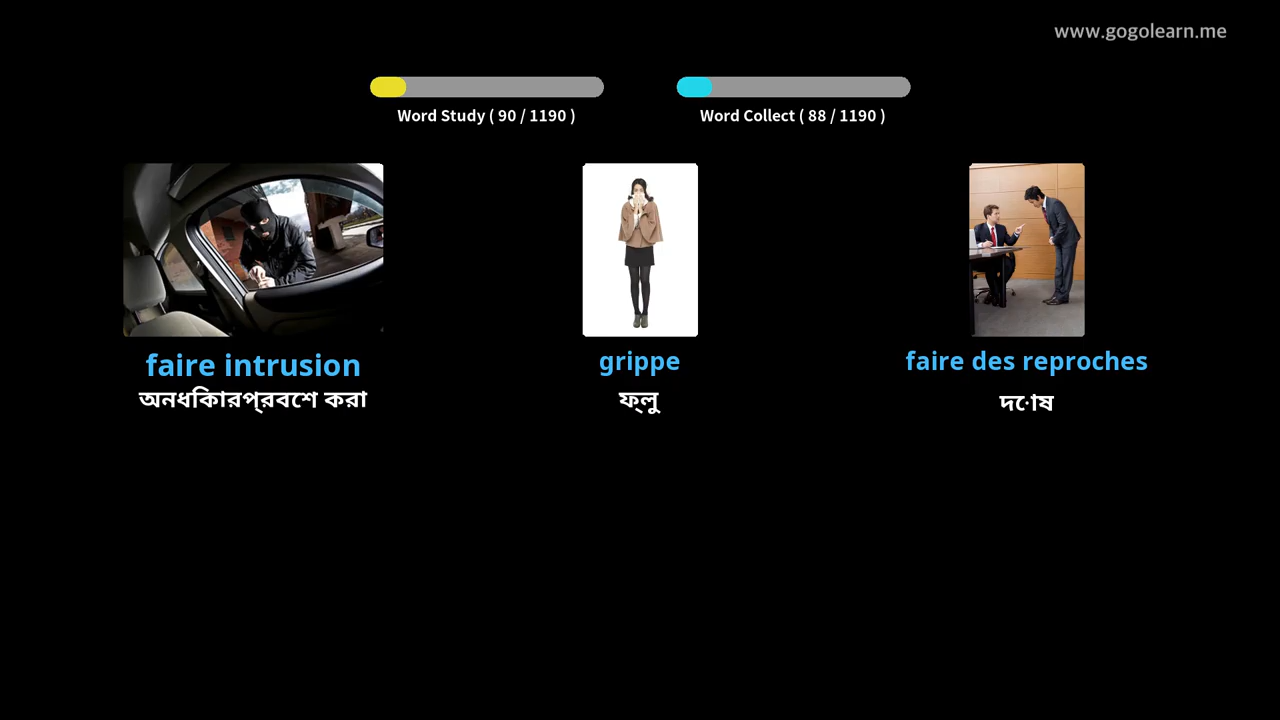 www.gogolearn.me
Word Study ( 90 / 1190 )
Word Collect ( 88 / 1190 )
faire intrusion
grippe
faire des reproches
অনধিকারপ্রবেশ করা
ফ্লু
দোষ